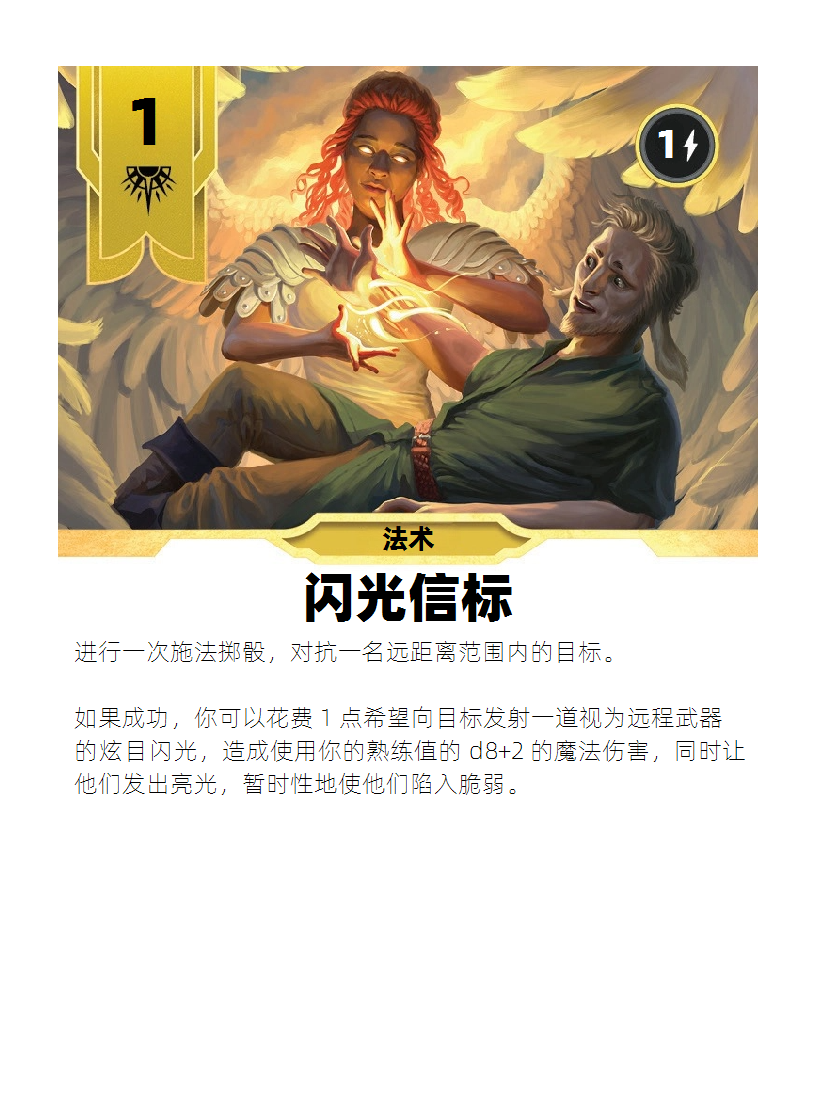 1
1
法术
闪光信标
进行一次施法掷骰，对抗一名远距离范围内的目标。
如果成功，你可以花费 1 点希望向目标发射一道视为远程武器
的炫目闪光，造成使用你的熟练值的 d8+2 的魔法伤害，同时让
他们发出亮光，暂时性地使他们陷入脆弱。